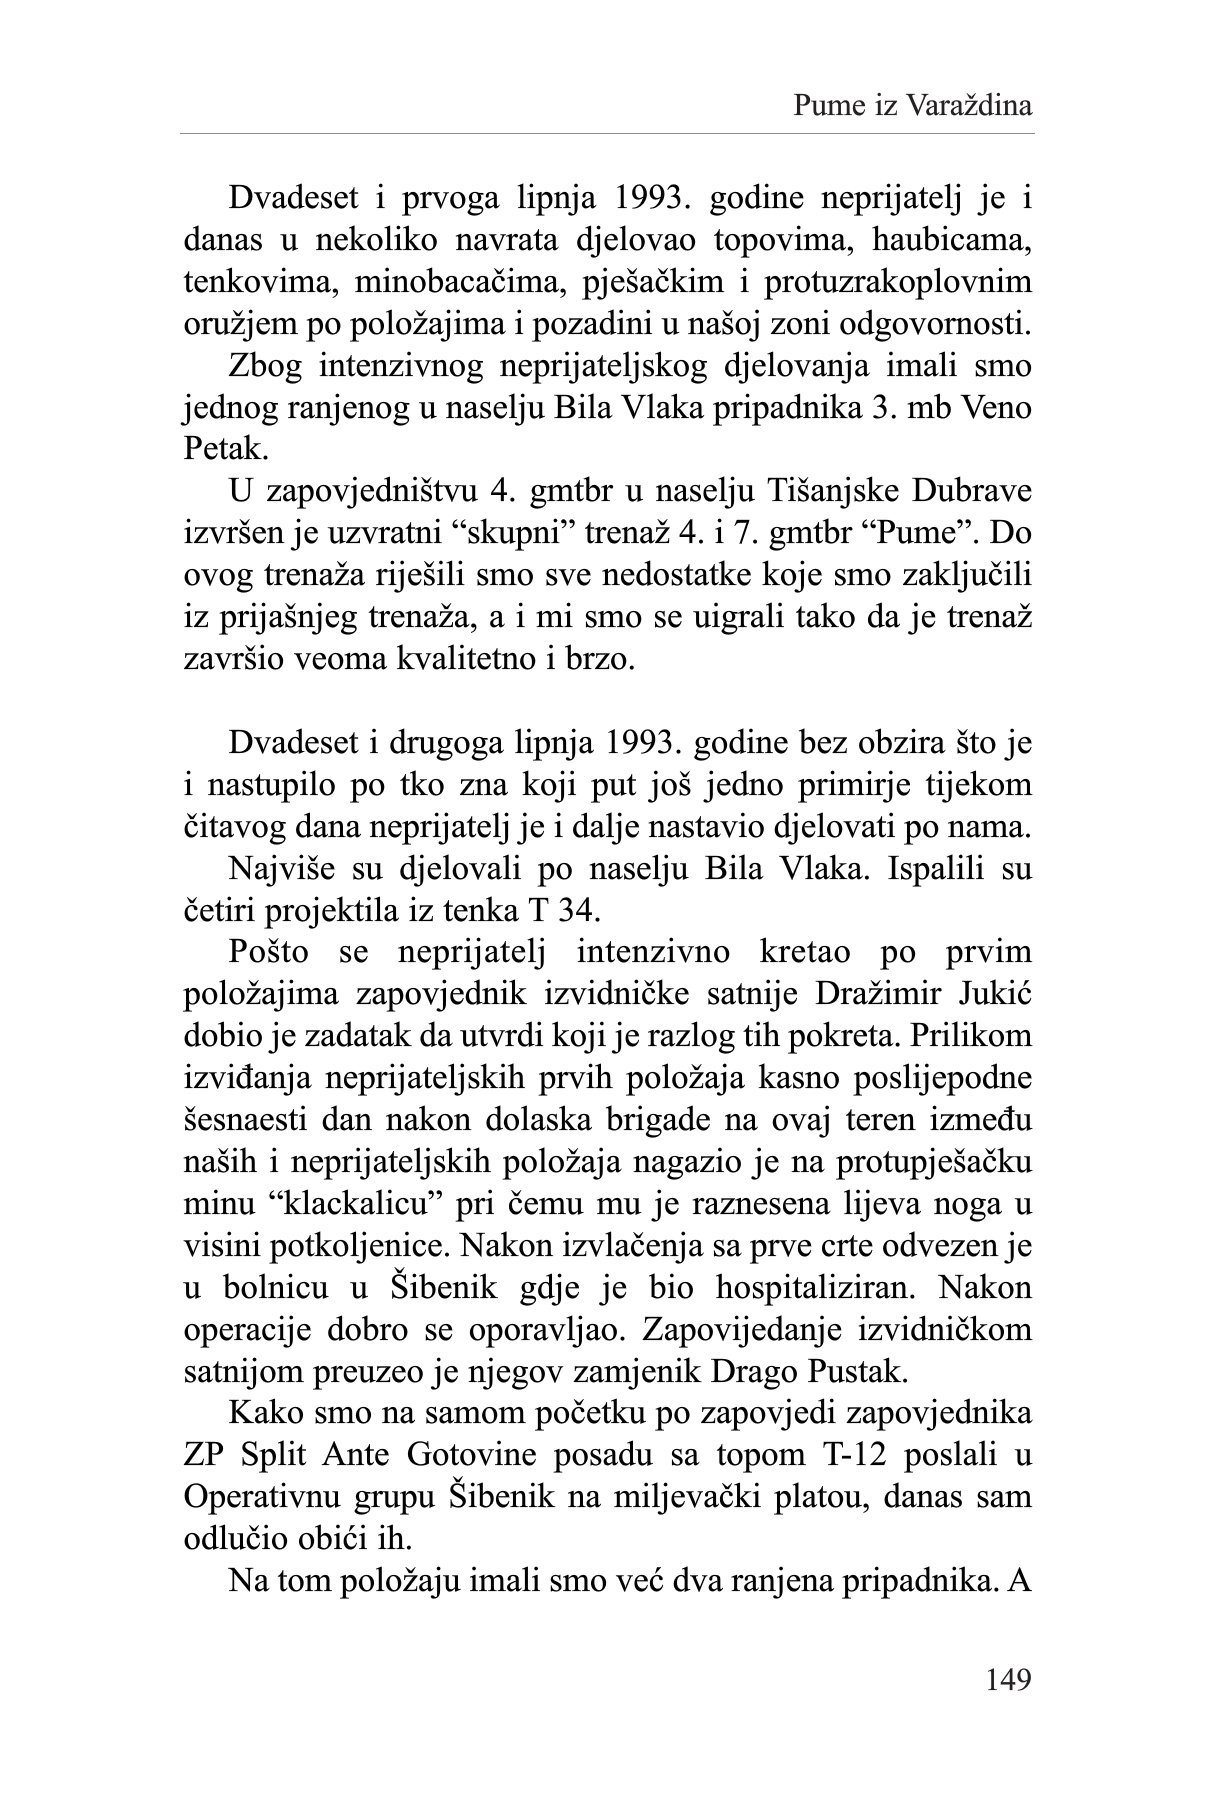 Pume iz Varaždina
Dvadeset i prvoga lipnja 1993. godine neprijatelj je i
danas u nekoliko navrata djelovao topovima, haubicama,
tenkovima, minobacačima, pješačkim i protuzrakoplovnim
oružjem po položajima i pozadini u našoj zoni odgovornosti.
Zbog intenzivnog neprijateljskog djelovanja imali smo
jednog ranjenog u naselju Bila Vlaka pripadnika 3. mb Veno
Petak.
U zapovjedništvu 4. gmtbr u naselju Tišanjske Dubrave
izvršen je uzvratni “skupni” trenaž 4. i 7. gmtbr “Pume”. Do
ovog trenaža riješili smo sve nedostatke koje smo zaključili
iz prijašnjeg trenaža, a i mi smo se uigrali tako da je trenaž
završio veoma kvalitetno i brzo.
Dvadeset i drugoga lipnja 1993. godine bez obzira što je
i nastupilo po tko zna koji put još jedno primirje tijekom
čitavog dana neprijatelj je i dalje nastavio djelovati po nama.
Najviše su djelovali po naselju Bila Vlaka. Ispalili su
četiri projektila iz tenka T 34.
Pošto se neprijatelj intenzivno kretao po prvim
položajima zapovjednik izvidničke satnije Dražimir Jukić
dobio je zadatak da utvrdi koji je razlog tih pokreta. Prilikom
izviđanja neprijateljskih prvih položaja kasno poslijepodne
šesnaesti dan nakon dolaska brigade na ovaj teren između
naših i neprijateljskih položaja nagazio je na protupješačku
minu “klackalicu” pri čemu mu je raznesena lijeva noga u
visini potkoljenice. Nakon izvlačenja sa prve crte odvezen je
u bolnicu u Šibenik gdje je bio hospitaliziran. Nakon
operacije dobro se oporavljao. Zapovijedanje izvidničkom
satnijom preuzeo je njegov zamjenik Drago Pustak.
Kako smo na samom početku po zapovjedi zapovjednika
ZP Split Ante Gotovine posadu sa topom T-12 poslali u
Operativnu grupu Šibenik na miljevački platou, danas sam
odlučio obići ih.
Na tom položaju imali smo već dva ranjena pripadnika. A
149